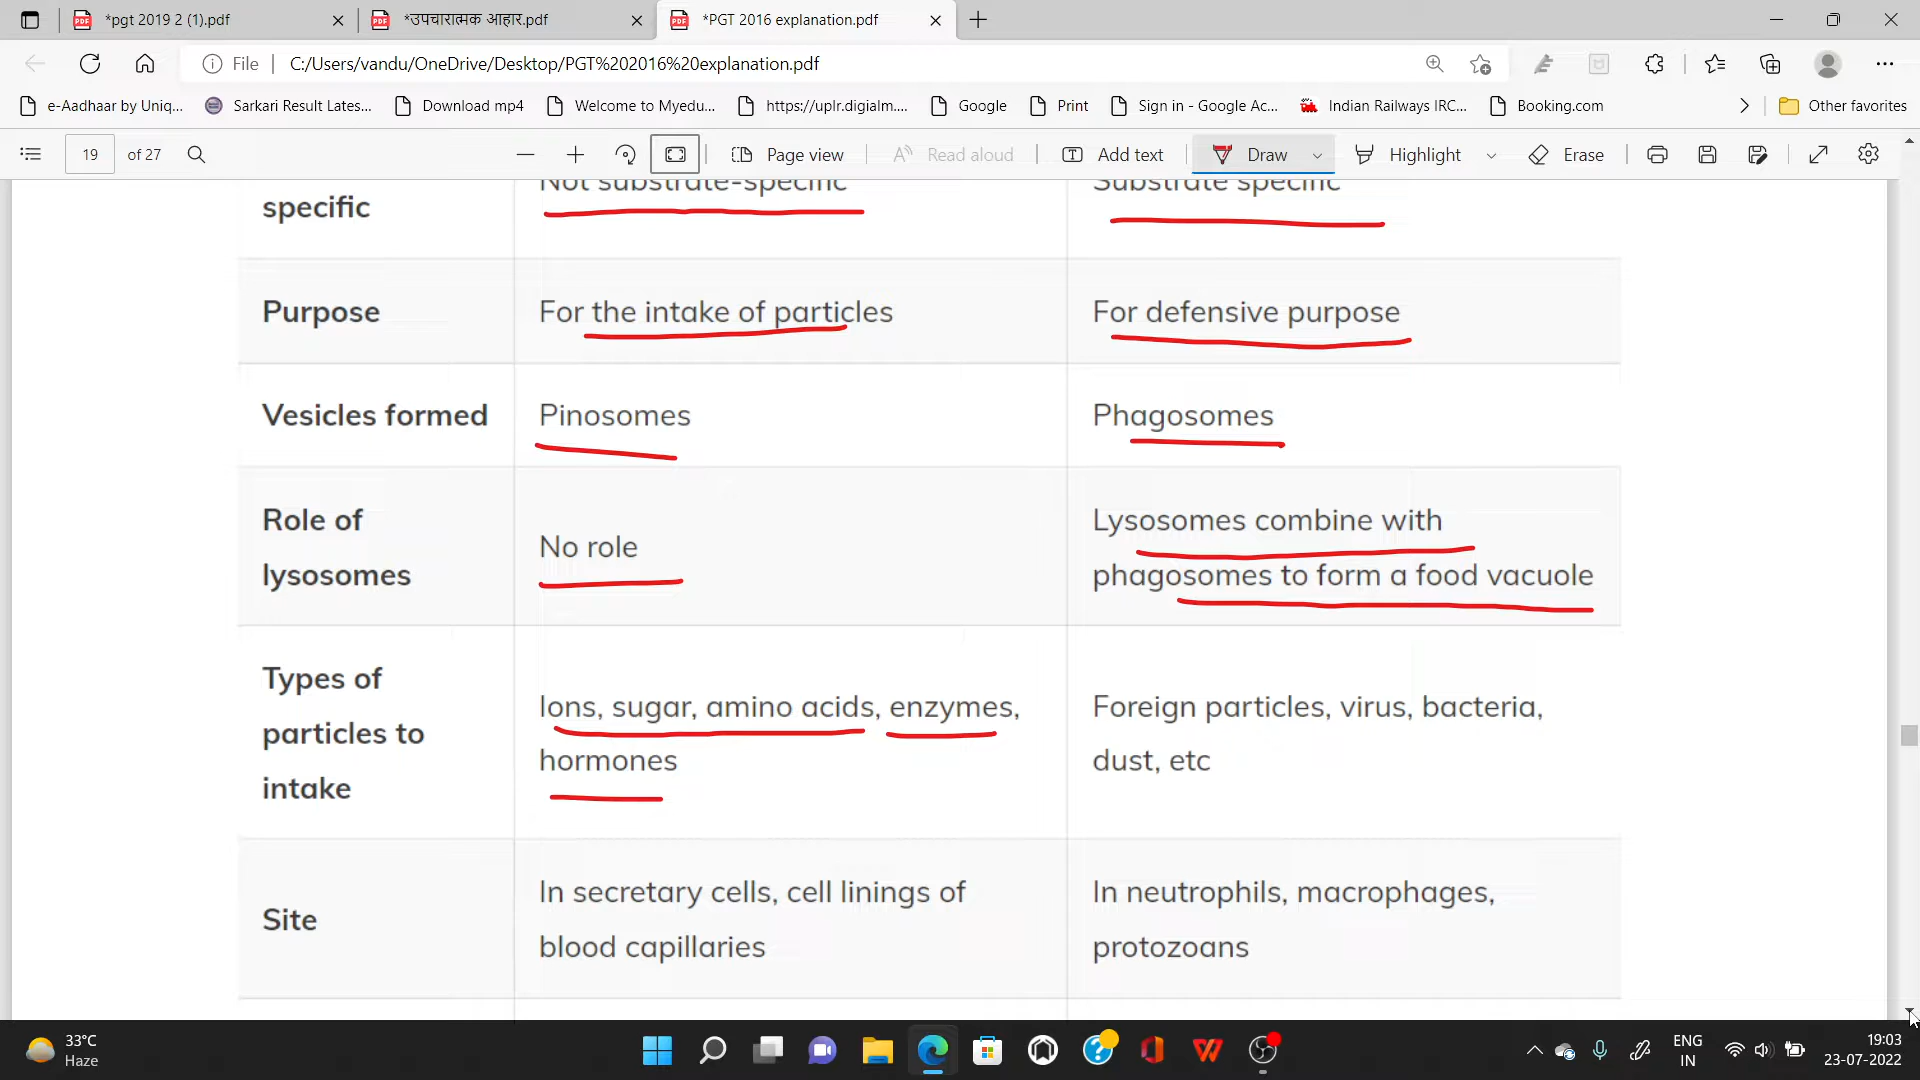 *pgt 2019 2 (1).pdf
*उपचारात्मक आहार.pdf
*PGT 2016 explanation.pdf
File
C:/Users/vandu/OneDrive/Desktop/PGT%202016%20explanation.pdf
e-Aadhaar by Uniq...
Sarkari Result Lates...
Download mp4
Welcome to Myedu...
https://uplr.digialm....
Google
Print
Sign in - Google Ac...
Indian Railways IRC...
Booking.com
Other favorites
19 of 27
Page view
Read aloud
Add text
Draw
Highlight
Erase
specific
Not substrate-specific
Substrate specific
Purpose
For the intake of particles
For defensive purpose
Vesicles formed
Pinosomes
Phagosomes
Role of
lysosomes
No role
Lysosomes combine with
phagosomes to form a food vacuole
Types of
particles to
intake
Ions, sugar, amino acids, enzymes,
hormones
Foreign particles, virus, bacteria,
dust, etc
Site
In secretary cells, cell linings of
blood capillaries
In neutrophils, macrophages,
protozoans
33°C
Haze
ENG
IN
19:03
23-07-2022